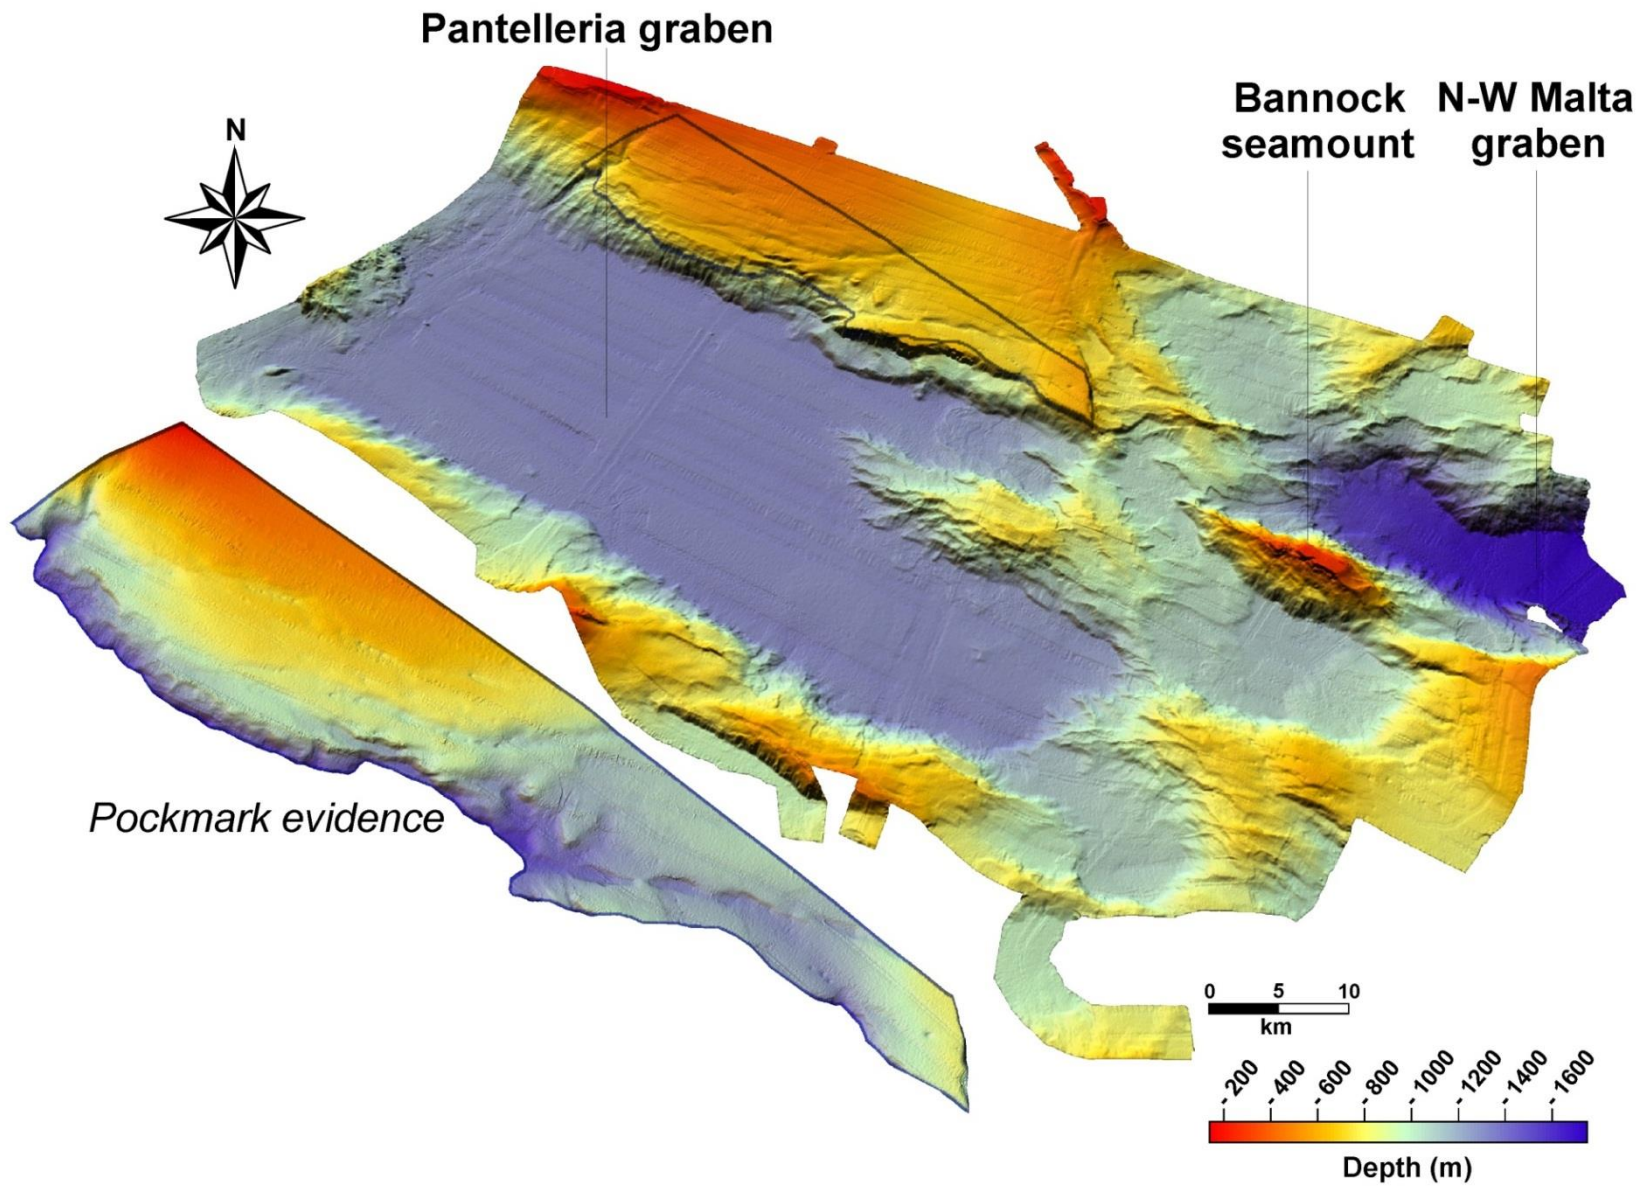 Pantelleria graben
Bannock
seamount
N-W Malta
graben
N
Pockmark evidence
0 5 10
km
- 200 - 400 - 600 - 800 - 1000 - 1200 - 1400 - 1600
Depth (m)